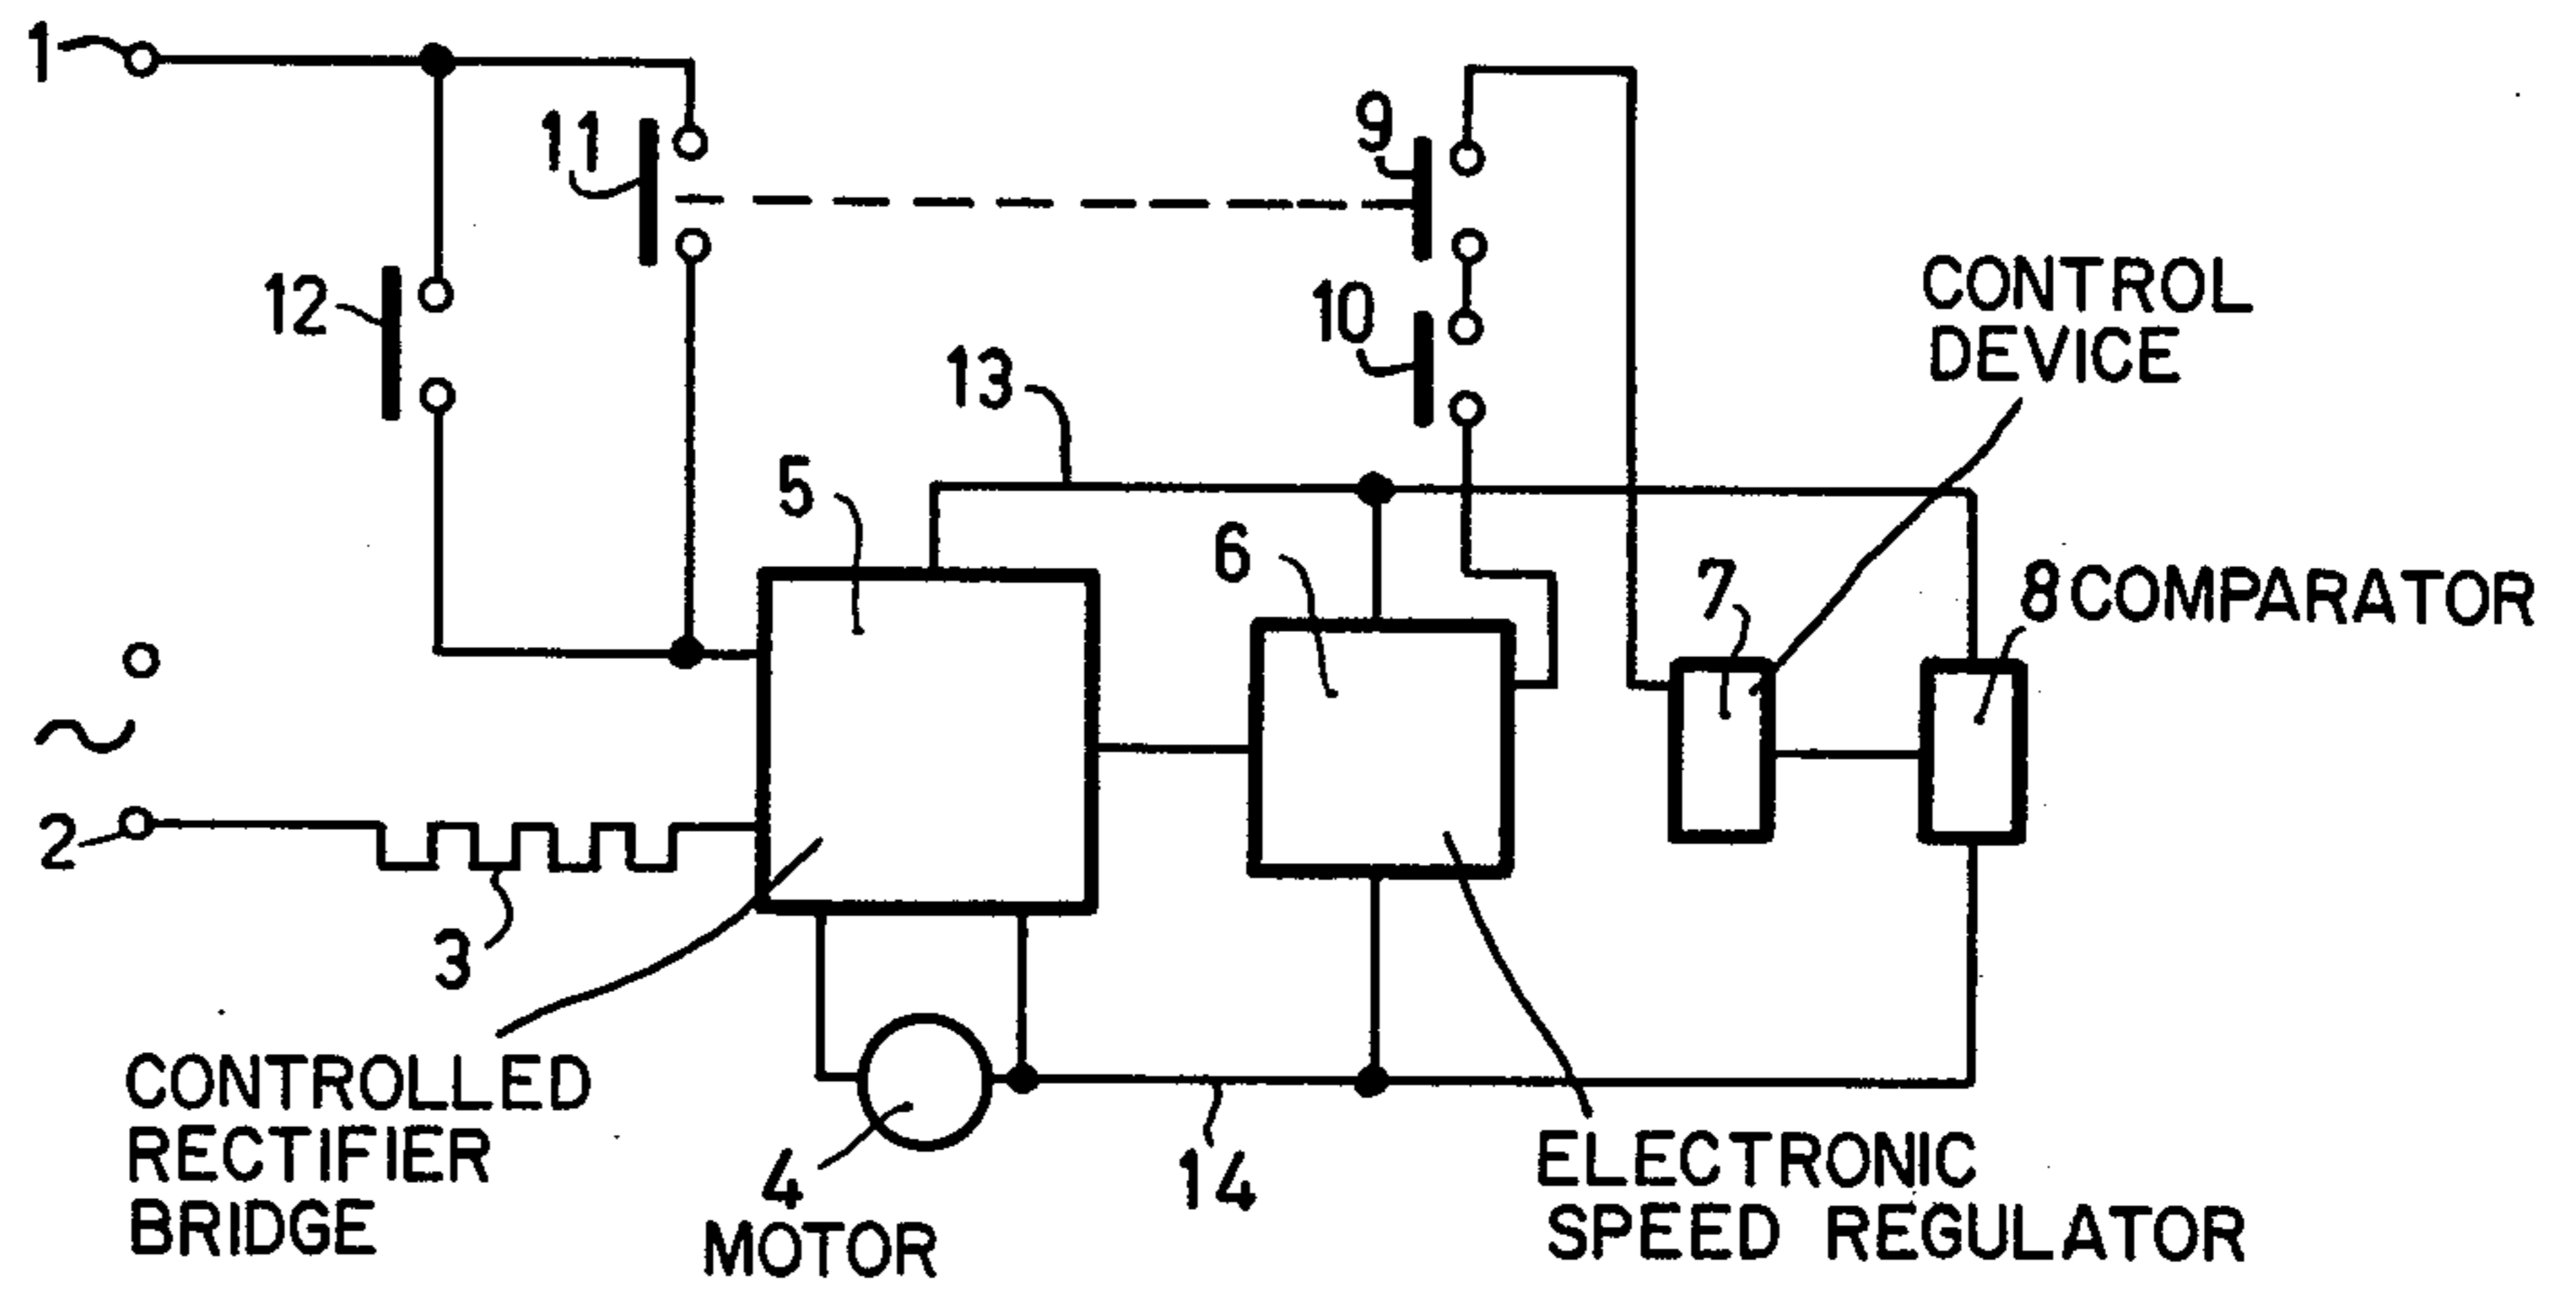 1
11
9
12
10
CONTROL
DEVICE
13
5
6
7
8 COMPARATOR
2
3
CONTROLLED
RECTIFIER
BRIDGE
4
MOTOR
14
ELECTRONIC
SPEED REGULATOR